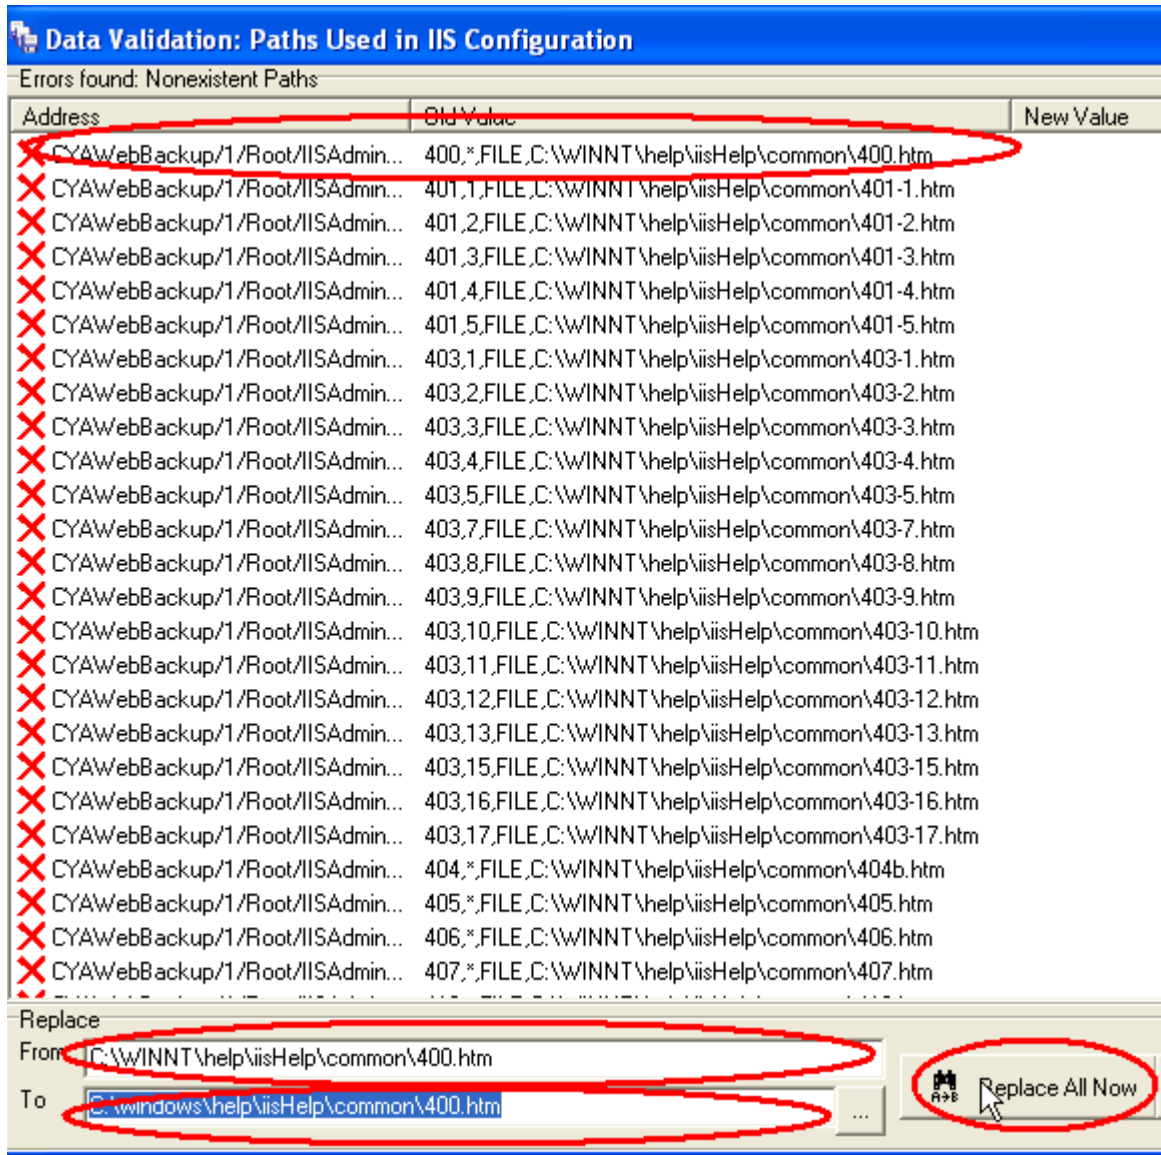 Data Validation: Paths Used in IIS Configuration
Errors found: Nonexistent Paths
Address Old Value New Value
CYAWebBackup/1/Root/IISAdmin... 400,*,FILE,C:\WINNT\help\iisHelp\common\400.htm
CYAWebBackup/1/Root/IISAdmin... 401,1,FILE,C:\WINNT\help\iisHelp\common\401-1.htm
CYAWebBackup/1/Root/IISAdmin... 401,2,FILE,C:\WINNT\help\iisHelp\common\401-2.htm
CYAWebBackup/1/Root/IISAdmin... 401,3,FILE,C:\WINNT\help\iisHelp\common\401-3.htm
CYAWebBackup/1/Root/IISAdmin... 401,4,FILE,C:\WINNT\help\iisHelp\common\401-4.htm
CYAWebBackup/1/Root/IISAdmin... 401,5,FILE,C:\WINNT\help\iisHelp\common\401-5.htm
CYAWebBackup/1/Root/IISAdmin... 403,1,FILE,C:\WINNT\help\iisHelp\common\403-1.htm
CYAWebBackup/1/Root/IISAdmin... 403,2,FILE,C:\WINNT\help\iisHelp\common\403-2.htm
CYAWebBackup/1/Root/IISAdmin... 403,3,FILE,C:\WINNT\help\iisHelp\common\403-3.htm
CYAWebBackup/1/Root/IISAdmin... 403,4,FILE,C:\WINNT\help\iisHelp\common\403-4.htm
CYAWebBackup/1/Root/IISAdmin... 403,5,FILE,C:\WINNT\help\iisHelp\common\403-5.htm
CYAWebBackup/1/Root/IISAdmin... 403,7,FILE,C:\WINNT\help\iisHelp\common\403-7.htm
CYAWebBackup/1/Root/IISAdmin... 403,8,FILE,C:\WINNT\help\iisHelp\common\403-8.htm
CYAWebBackup/1/Root/IISAdmin... 403,9,FILE,C:\WINNT\help\iisHelp\common\403-9.htm
CYAWebBackup/1/Root/IISAdmin... 403,10,FILE,C:\WINNT\help\iisHelp\common\403-10.htm
CYAWebBackup/1/Root/IISAdmin... 403,11,FILE,C:\WINNT\help\iisHelp\common\403-11.htm
CYAWebBackup/1/Root/IISAdmin... 403,12,FILE,C:\WINNT\help\iisHelp\common\403-12.htm
CYAWebBackup/1/Root/IISAdmin... 403,13,FILE,C:\WINNT\help\iisHelp\common\403-13.htm
CYAWebBackup/1/Root/IISAdmin... 403,15,FILE,C:\WINNT\help\iisHelp\common\403-15.htm
CYAWebBackup/1/Root/IISAdmin... 403,16,FILE,C:\WINNT\help\iisHelp\common\403-16.htm
CYAWebBackup/1/Root/IISAdmin... 403,17,FILE,C:\WINNT\help\iisHelp\common\403-17.htm
CYAWebBackup/1/Root/IISAdmin... 404,*,FILE,C:\WINNT\help\iisHelp\common\404b.htm
CYAWebBackup/1/Root/IISAdmin... 405,*,FILE,C:\WINNT\help\iisHelp\common\405.htm
CYAWebBackup/1/Root/IISAdmin... 406,*,FILE,C:\WINNT\help\iisHelp\common\406.htm
CYAWebBackup/1/Root/IISAdmin... 407,*,FILE,C:\WINNT\help\iisHelp\common\407.htm
Replace
From C:\WINNT\help\iisHelp\common\400.htm
To C:\windows\help\iisHelp\common\400.htm ...
A→B Replace All Now